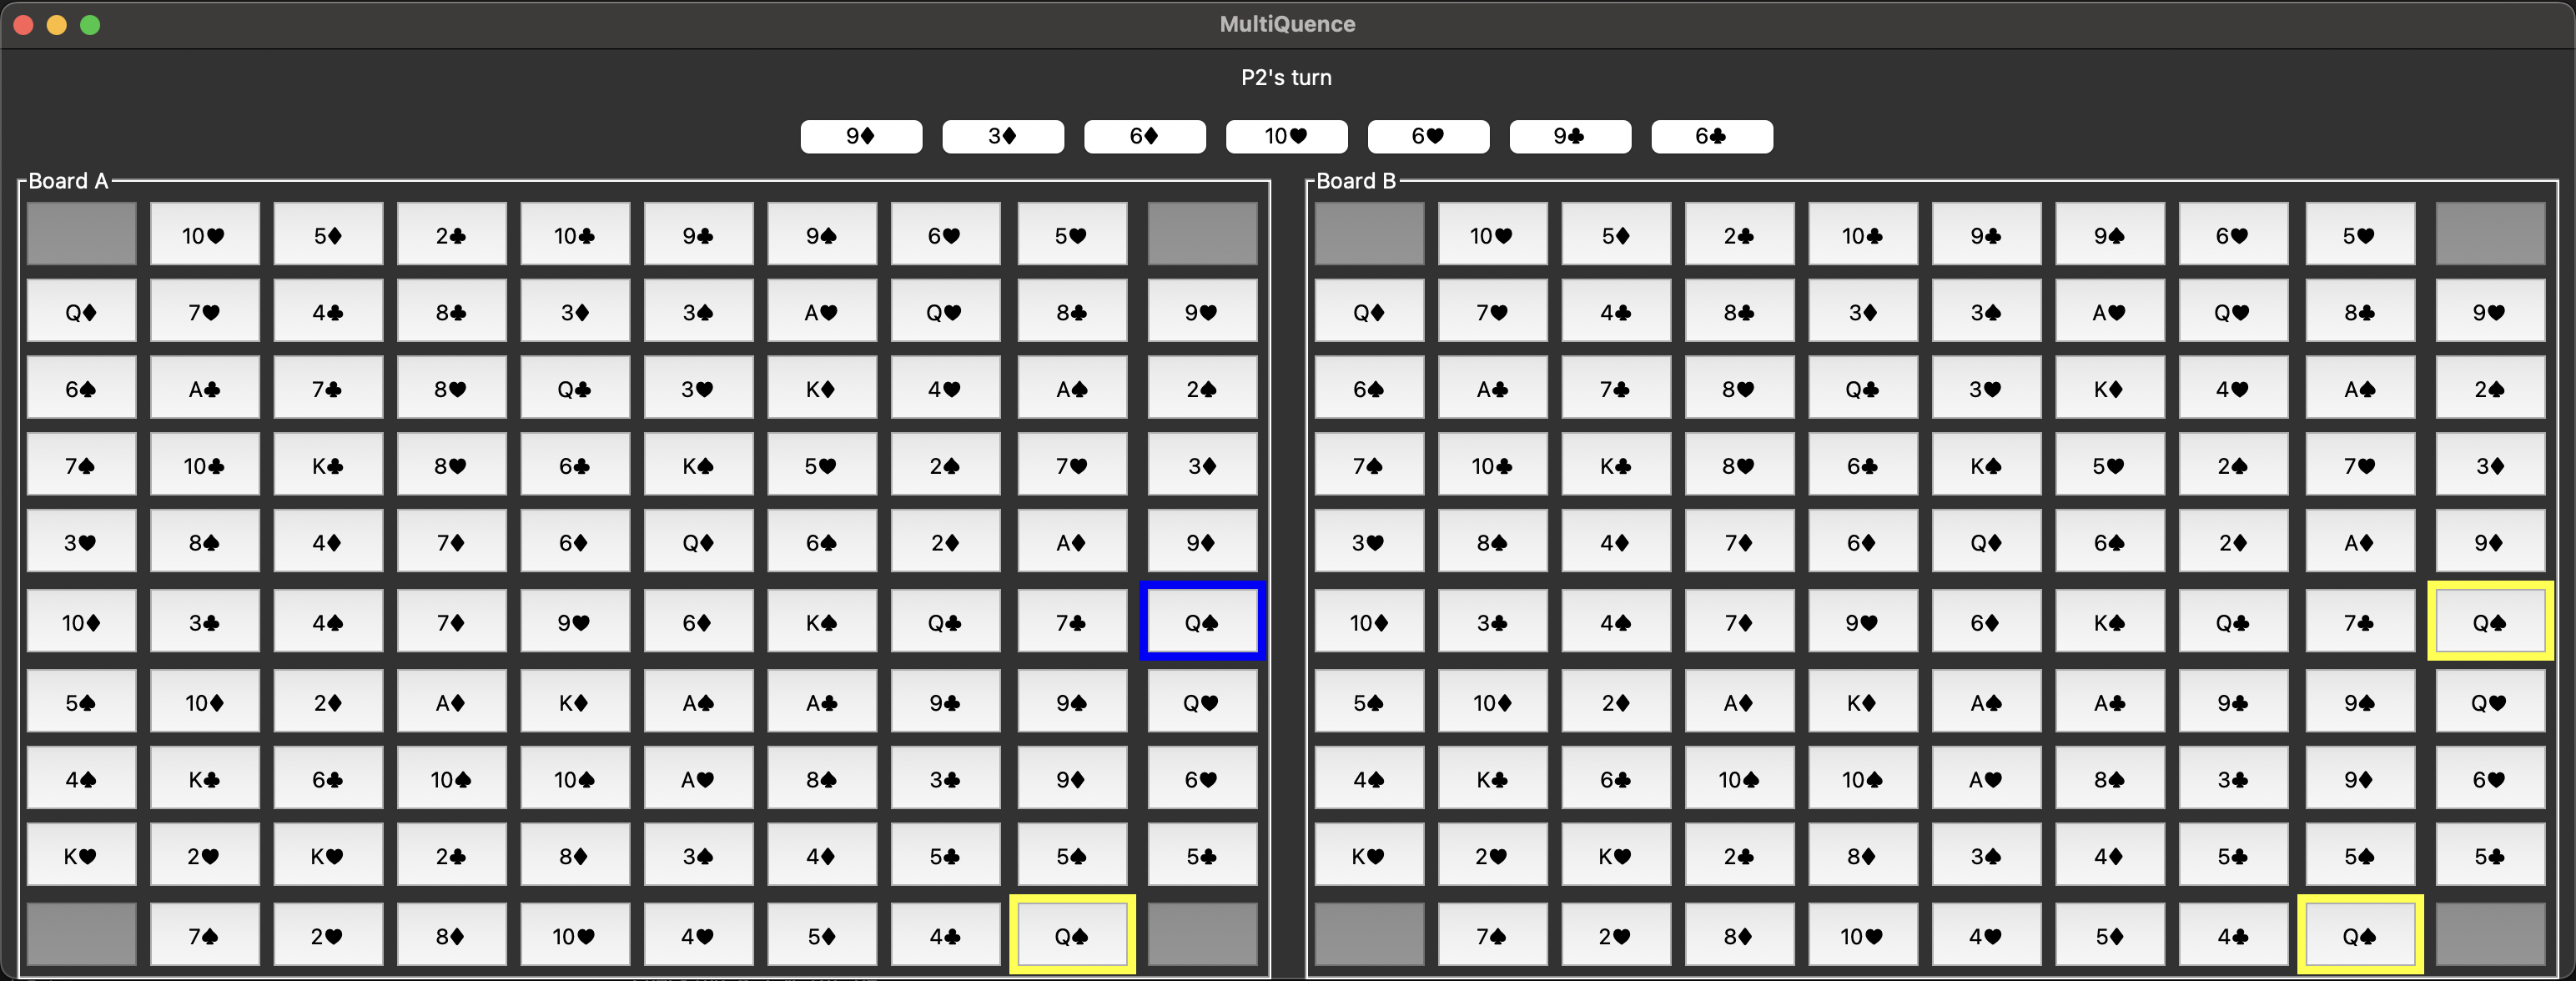 MultiQuence
P2's turn
9♦ 3♦ 6♦ 10♥ 6♥ 9♣ 6♣
Board A
10♥ 5♦ 2♣ 10♣ 9♣ 9♠ 6♥ 5♥
Q♦ 7♥ 4♣ 8♣ 3♦ 3♠ A♥ Q♥ 8♣ 9♥
6♠ A♣ 7♣ 8♥ Q♣ 3♥ K♦ 4♥ A♠ 2♠
7♠ 10♣ K♣ 8♥ 6♣ K♠ 5♥ 2♠ 7♥ 3♦
3♥ 8♠ 4♦ 7♦ 6♦ Q♦ 6♠ 2♦ A♦ 9♦
10♦ 3♣ 4♠ 7♦ 9♥ 6♦ K♠ Q♣ 7♣ Q♠
5♠ 10♦ 2♦ A♦ K♦ A♠ A♣ 9♣ 9♠ Q♥
4♠ K♣ 6♣ 10♠ 10♠ A♥ 8♠ 3♣ 9♦ 6♥
K♥ 2♥ K♥ 2♣ 8♦ 3♠ 4♦ 5♣ 5♠ 5♣
7♠ 2♥ 8♦ 10♥ 4♥ 5♦ 4♣ Q♠
Board B
10♥ 5♦ 2♣ 10♣ 9♣ 9♠ 6♥ 5♥
Q♦ 7♥ 4♣ 8♣ 3♦ 3♠ A♥ Q♥ 8♣ 9♥
6♠ A♣ 7♣ 8♥ Q♣ 3♥ K♦ 4♥ A♠ 2♠
7♠ 10♣ K♣ 8♥ 6♣ K♠ 5♥ 2♠ 7♥ 3♦
3♥ 8♠ 4♦ 7♦ 6♦ Q♦ 6♠ 2♦ A♦ 9♦
10♦ 3♣ 4♠ 7♦ 9♥ 6♦ K♠ Q♣ 7♣ Q♠
5♠ 10♦ 2♦ A♦ K♦ A♠ A♣ 9♣ 9♠ Q♥
4♠ K♣ 6♣ 10♠ 10♠ A♥ 8♠ 3♣ 9♦ 6♥
K♥ 2♥ K♥ 2♣ 8♦ 3♠ 4♦ 5♣ 5♠ 5♣
7♠ 2♥ 8♦ 10♥ 4♥ 5♦ 4♣ Q♠